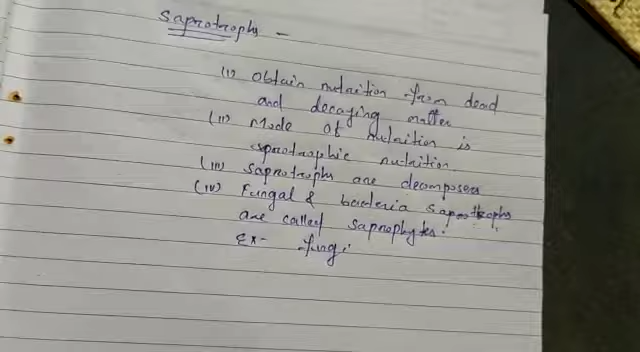 Saprotrophs -
(i) Obtain nutrition from dead
and decaying matter
(ii) Mode of nutrition is
saprotrophic nutrition.
(iii) Saprotrophs are decomposers
(iv) Fungal & bacteria saprotrophs
are called saprophytes.
Ex- fungi